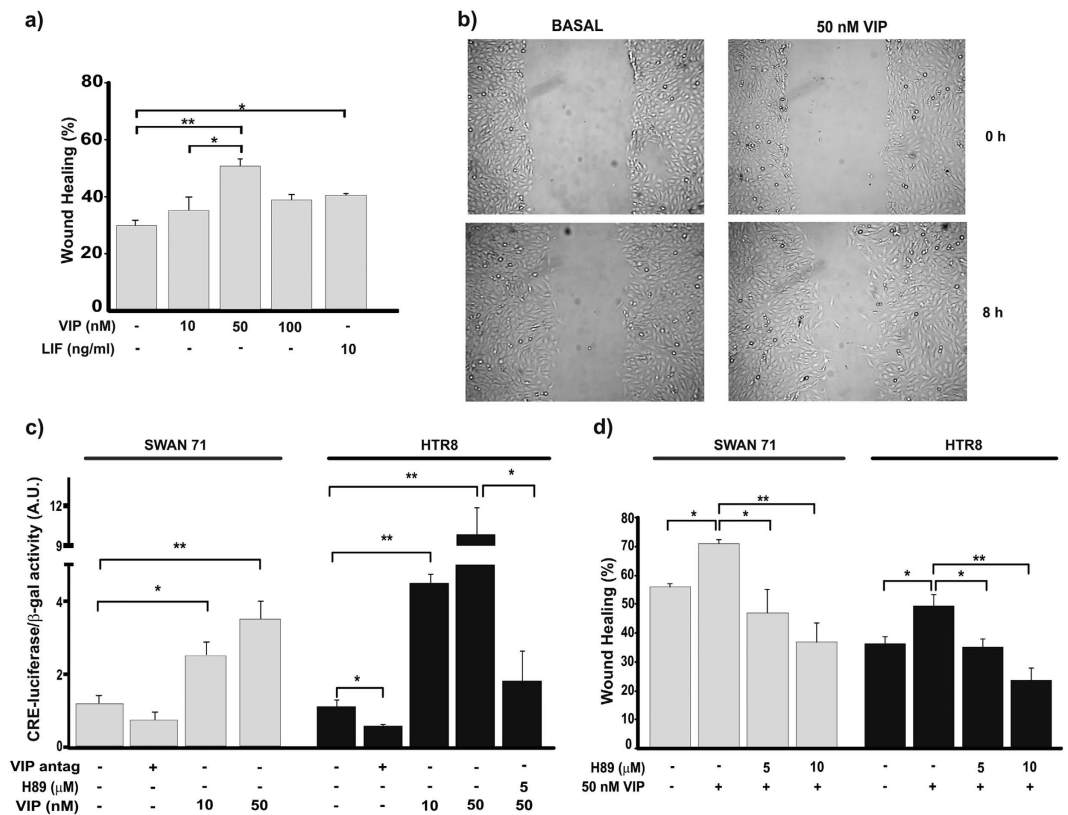 a)
80
60
40
20
0
Wound Healing (%)
*
**
*
VIP (nM) - 10 50 100 -
LIF (ng/ml) - - - - 10
b)
BASAL 50 nM VIP
0 h
8 h
c)
SWAN 71 HTR8
12
9
4
2
0
CRE-luciferase/β-gal activity (A.U.)
**
*
** *
**
*
VIP antag - + - - - + - - -
H89 (μM) - - - - - - - - 5
VIP (nM) - - 10 50 - - 10 50 50
d)
SWAN 71 HTR8
80
70
60
50
40
30
20
10
0
Wound Healing (%)
**
* *
**
* *
H89 (μM) - - 5 10 - - 5 10
50 nM VIP - + + + - + + +